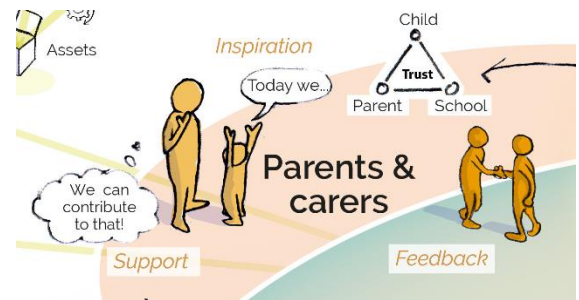 Child
Assets
Inspiration
Trust
Today we...
Parent
School
Parents &
carers
We can
contribute
to that!
Support
Feedback